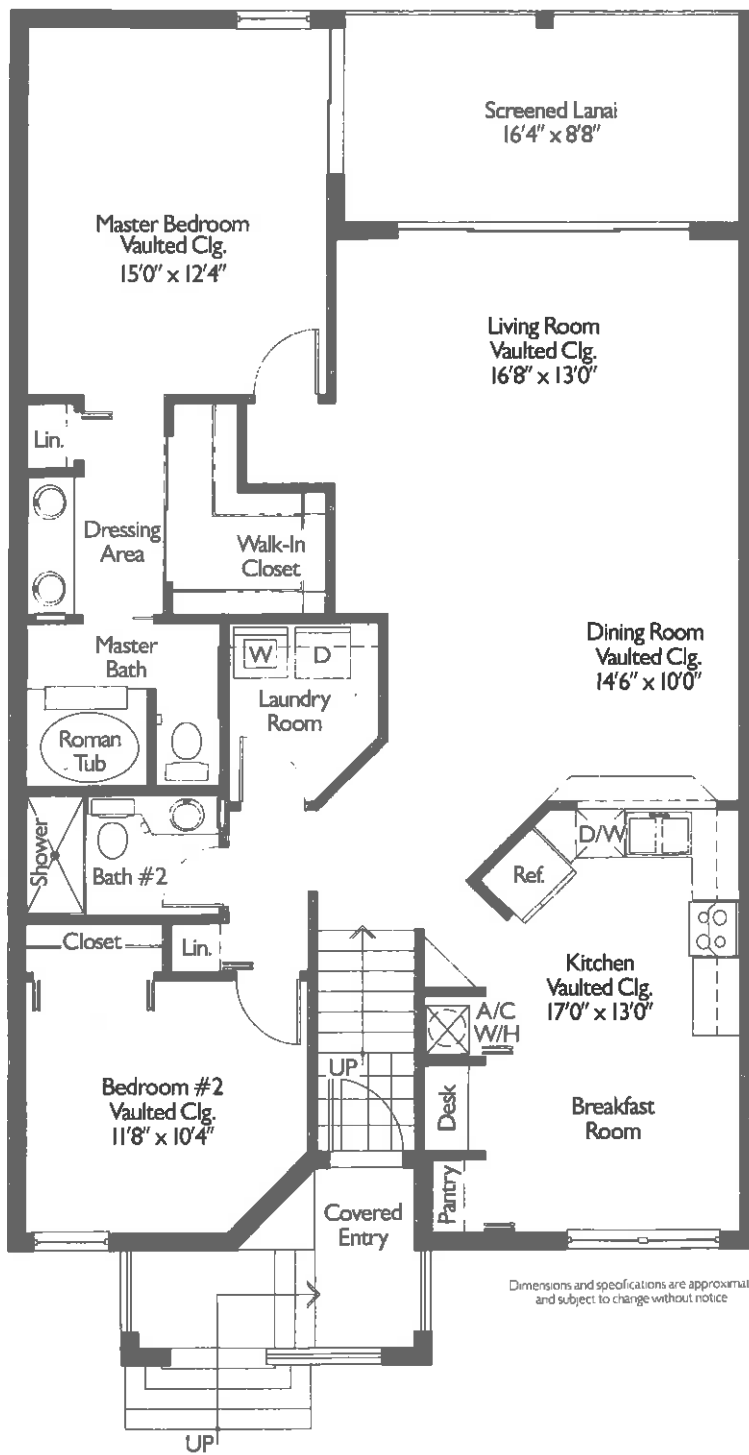 Screened Lanai
16'4" x 8'8"
Master Bedroom
Vaulted Clg.
15'0" x 12'4"
Living Room
Vaulted Clg.
16'8" x 13'0"
Lin.
Dressing
Area
Walk-In
Closet
Master
Bath
W
D
Laundry
Room
Dining Room
Vaulted Clg.
14'6" x 10'0"
Roman
Tub
Shower
Bath #2
D/W
Ref.
Closet
Lin.
Kitchen
Vaulted Clg.
17'0" x 13'0"
A/C
W/H
UP
Bedroom #2
Vaulted Clg.
11'8" x 10'4"
Desk
Breakfast
Room
Pantry
Covered
Entry
Dimensions and specifications are approximat
and subject to change without notice
UP